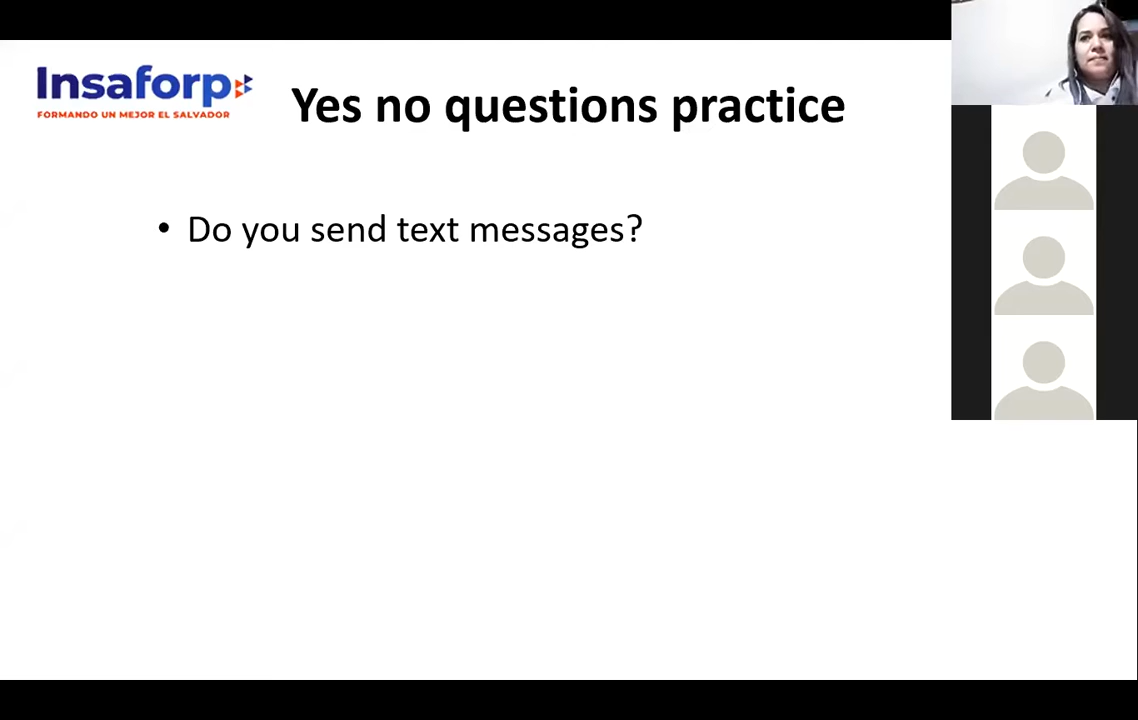 Insaforp
FORMANDO UN MEJOR EL SALVADOR
Yes no questions practice
• Do you send text messages?